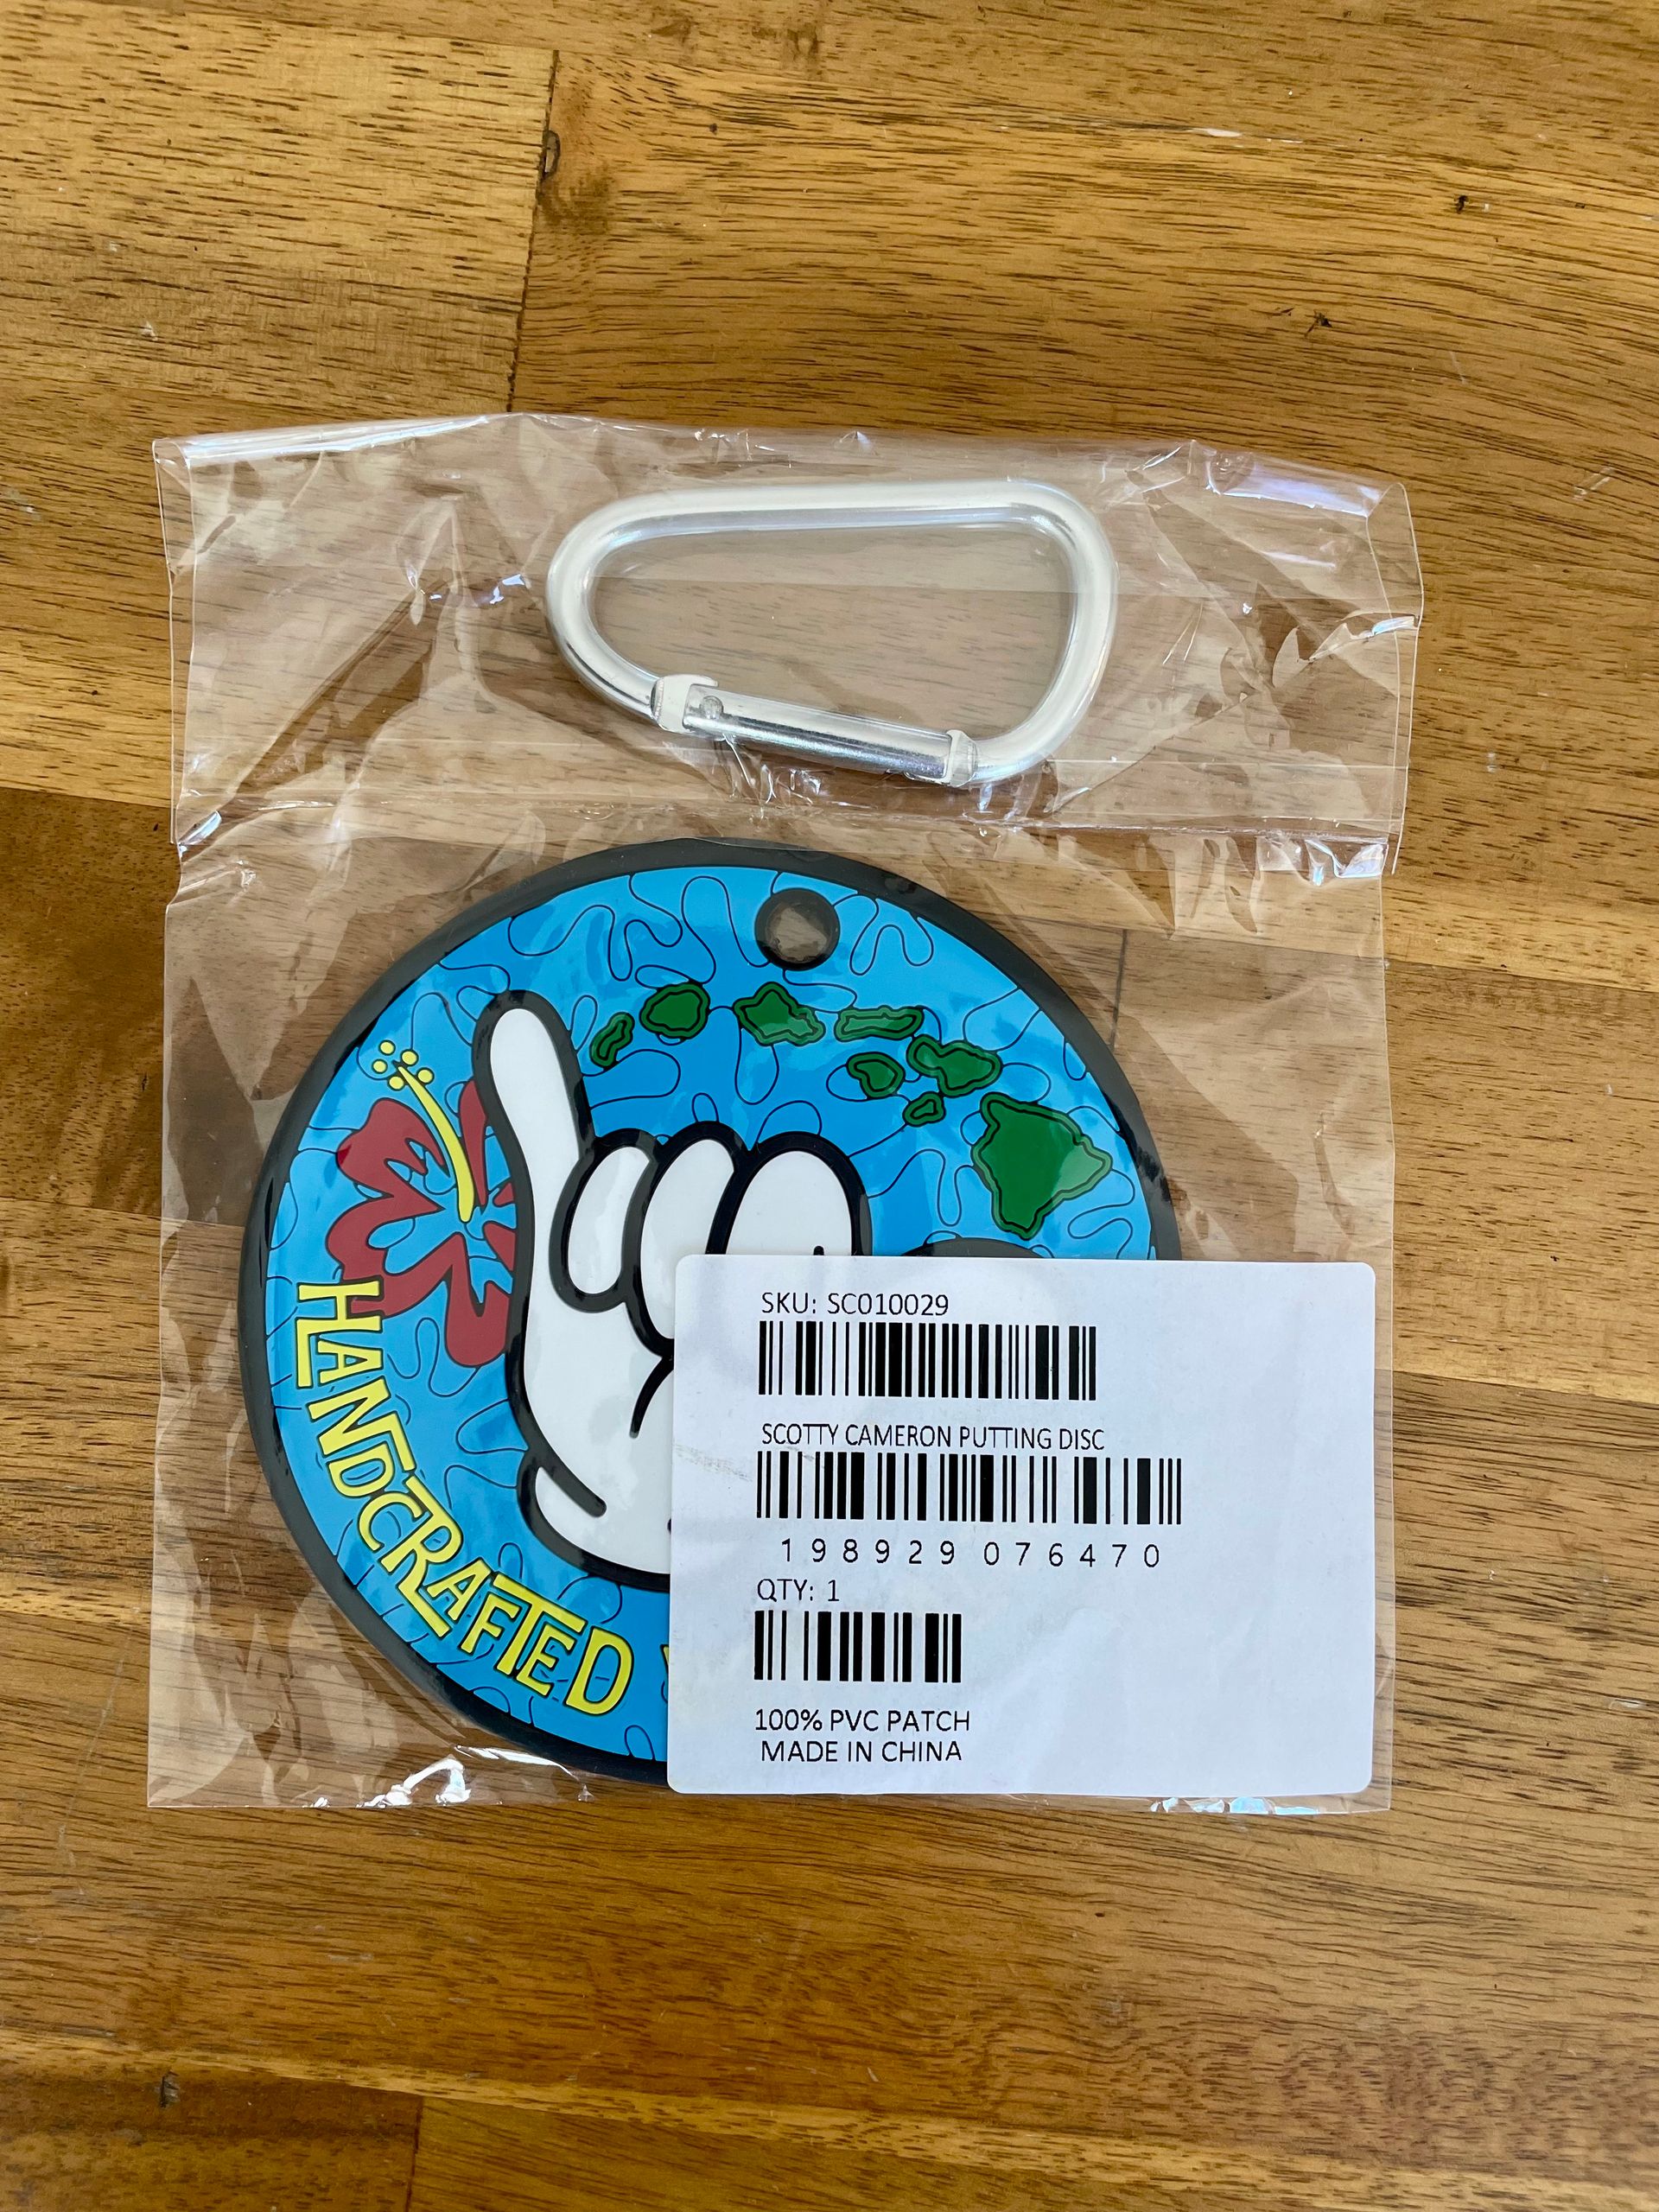 HANDCRAFTED
SKU: SC010029
SCOTTY CAMERON PUTTING DISC
198929 076470
QTY: 1
100% PVC PATCH
MADE IN CHINA